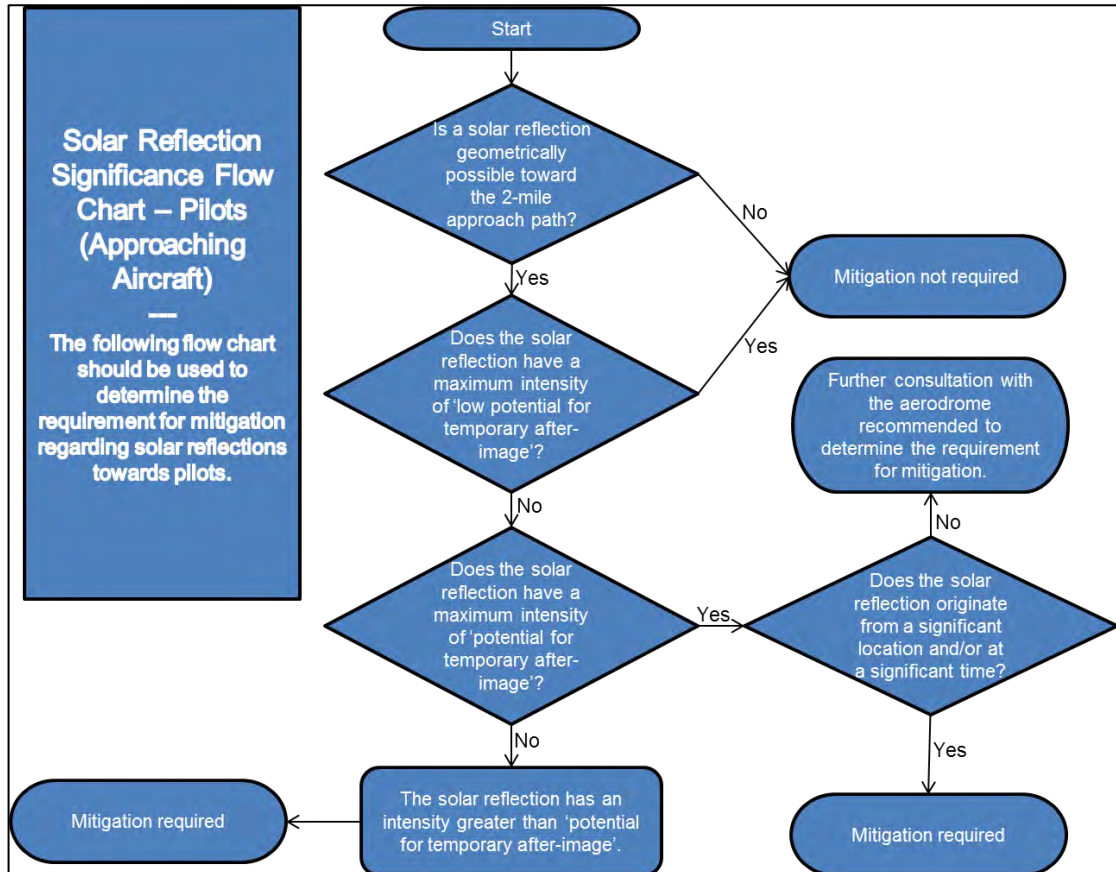 Solar Reflection
Significance Flow
Chart – Pilots
(Approaching
Aircraft)
---
The following flow chart
should be used to
determine the
requirement for mitigation
regarding solar reflections
towards pilots.
Start
Is a solar reflection
geometrically
possible toward
the 2-mile
approach path?
No
Mitigation not required
Yes
Does the solar
reflection have a
maximum intensity
of ‘low potential for
temporary after-
image’?
Yes
No
Does the solar
reflection have a
maximum intensity
of ‘potential for
temporary after-
image’?
Yes
Does the solar
reflection originate
from a significant
location and/or at
a significant time?
No
Further consultation with
the aerodrome
recommended to
determine the requirement
for mitigation.
Yes
Mitigation required
No
The solar reflection has an
intensity greater than ‘potential
for temporary after-image’.
Mitigation required